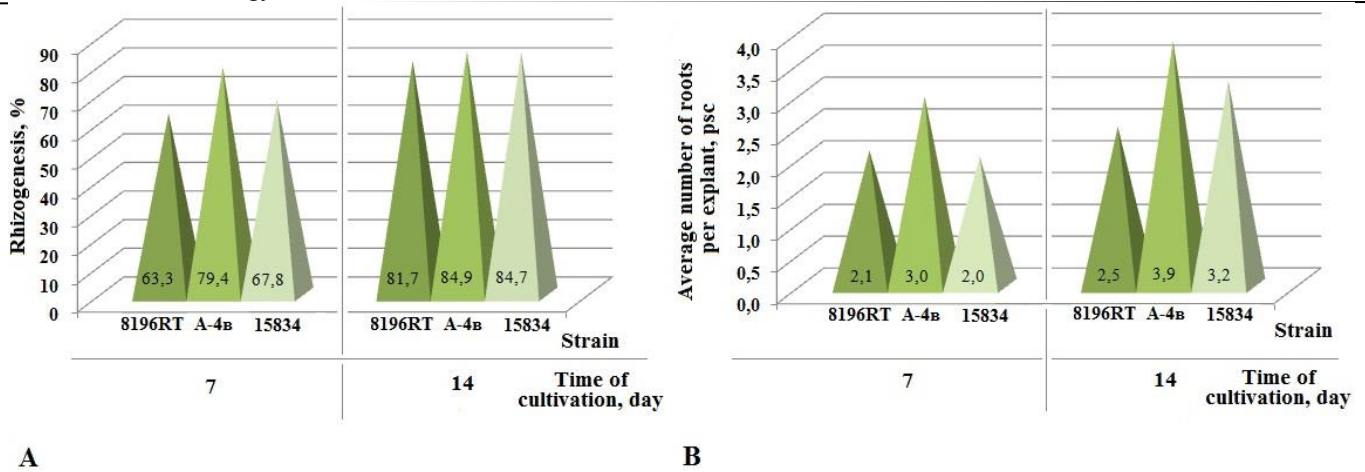 Rhizogenesis, %
90
80
70
60
50
40
30
20
10
0
63,3 79,4 67,8 81,7 84,9 84,7
8196RT А-4в 15834 8196RT А-4в 15834
Strain
7 14 Time of
cultivation, day
A
Average number of roots
per explant, psc
4,0
3,5
3,0
2,5
2,0
1,5
1,0
0,5
0,0
2,1 3,0 2,0 2,5 3,9 3,2
8196RT А-4в 15834 8196RT А-4в 15834
Strain
7 14 Time of
cultivation, day
B